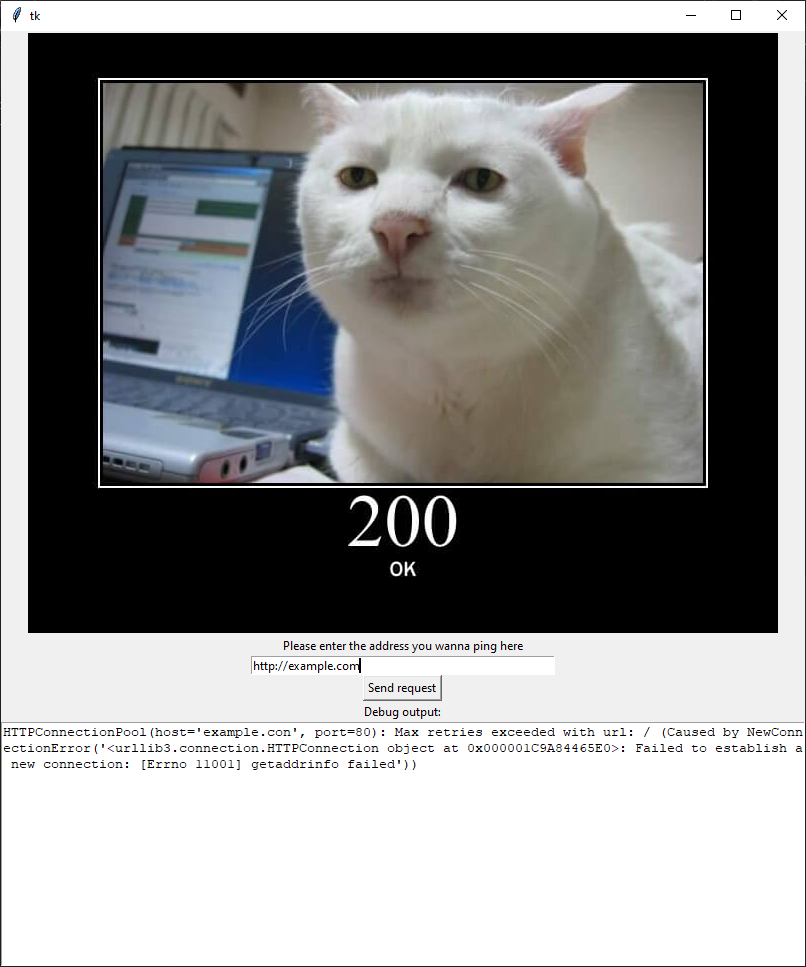 tk
200
OK
Please enter the address you wanna ping here
http://example.com
Send request
Debug output:
HTTPConnectionPool(host='example.con', port=80): Max retries exceeded with url: / (Caused by NewConn
ectionError('<urllib3.connection.HTTPConnection object at 0x000001C9A84465E0>: Failed to establish a
 new connection: [Errno 11001] getaddrinfo failed'))